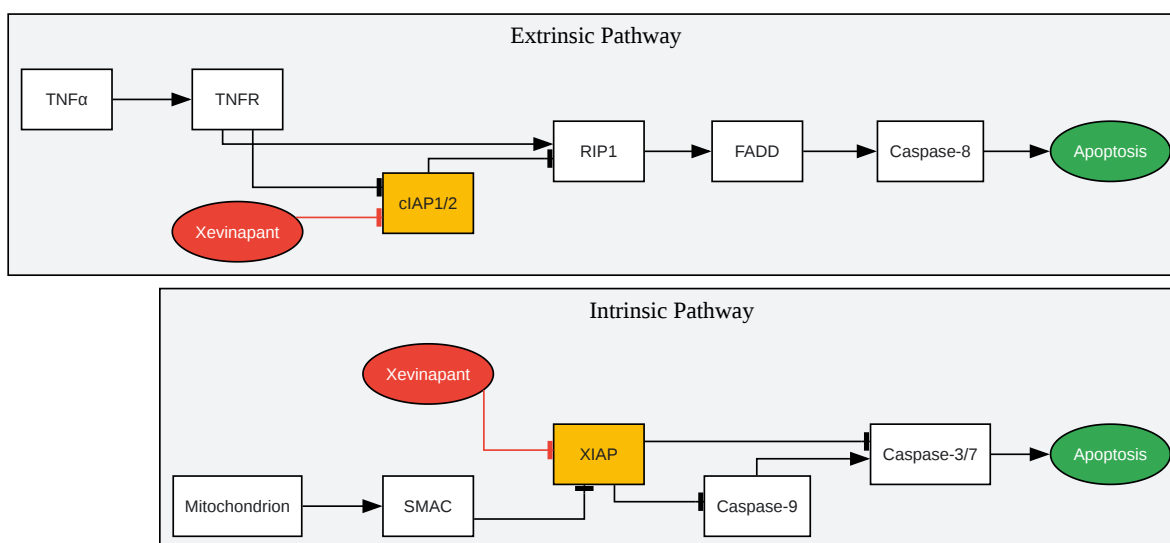 Extrinsic Pathway
TNFα
TNFR
RIP1
FADD
Caspase-8
Apoptosis
cIAP1/2
Xevinapant
Intrinsic Pathway
Xevinapant
XIAP
Caspase-3/7
Apoptosis
Mitochondrion
SMAC
Caspase-9